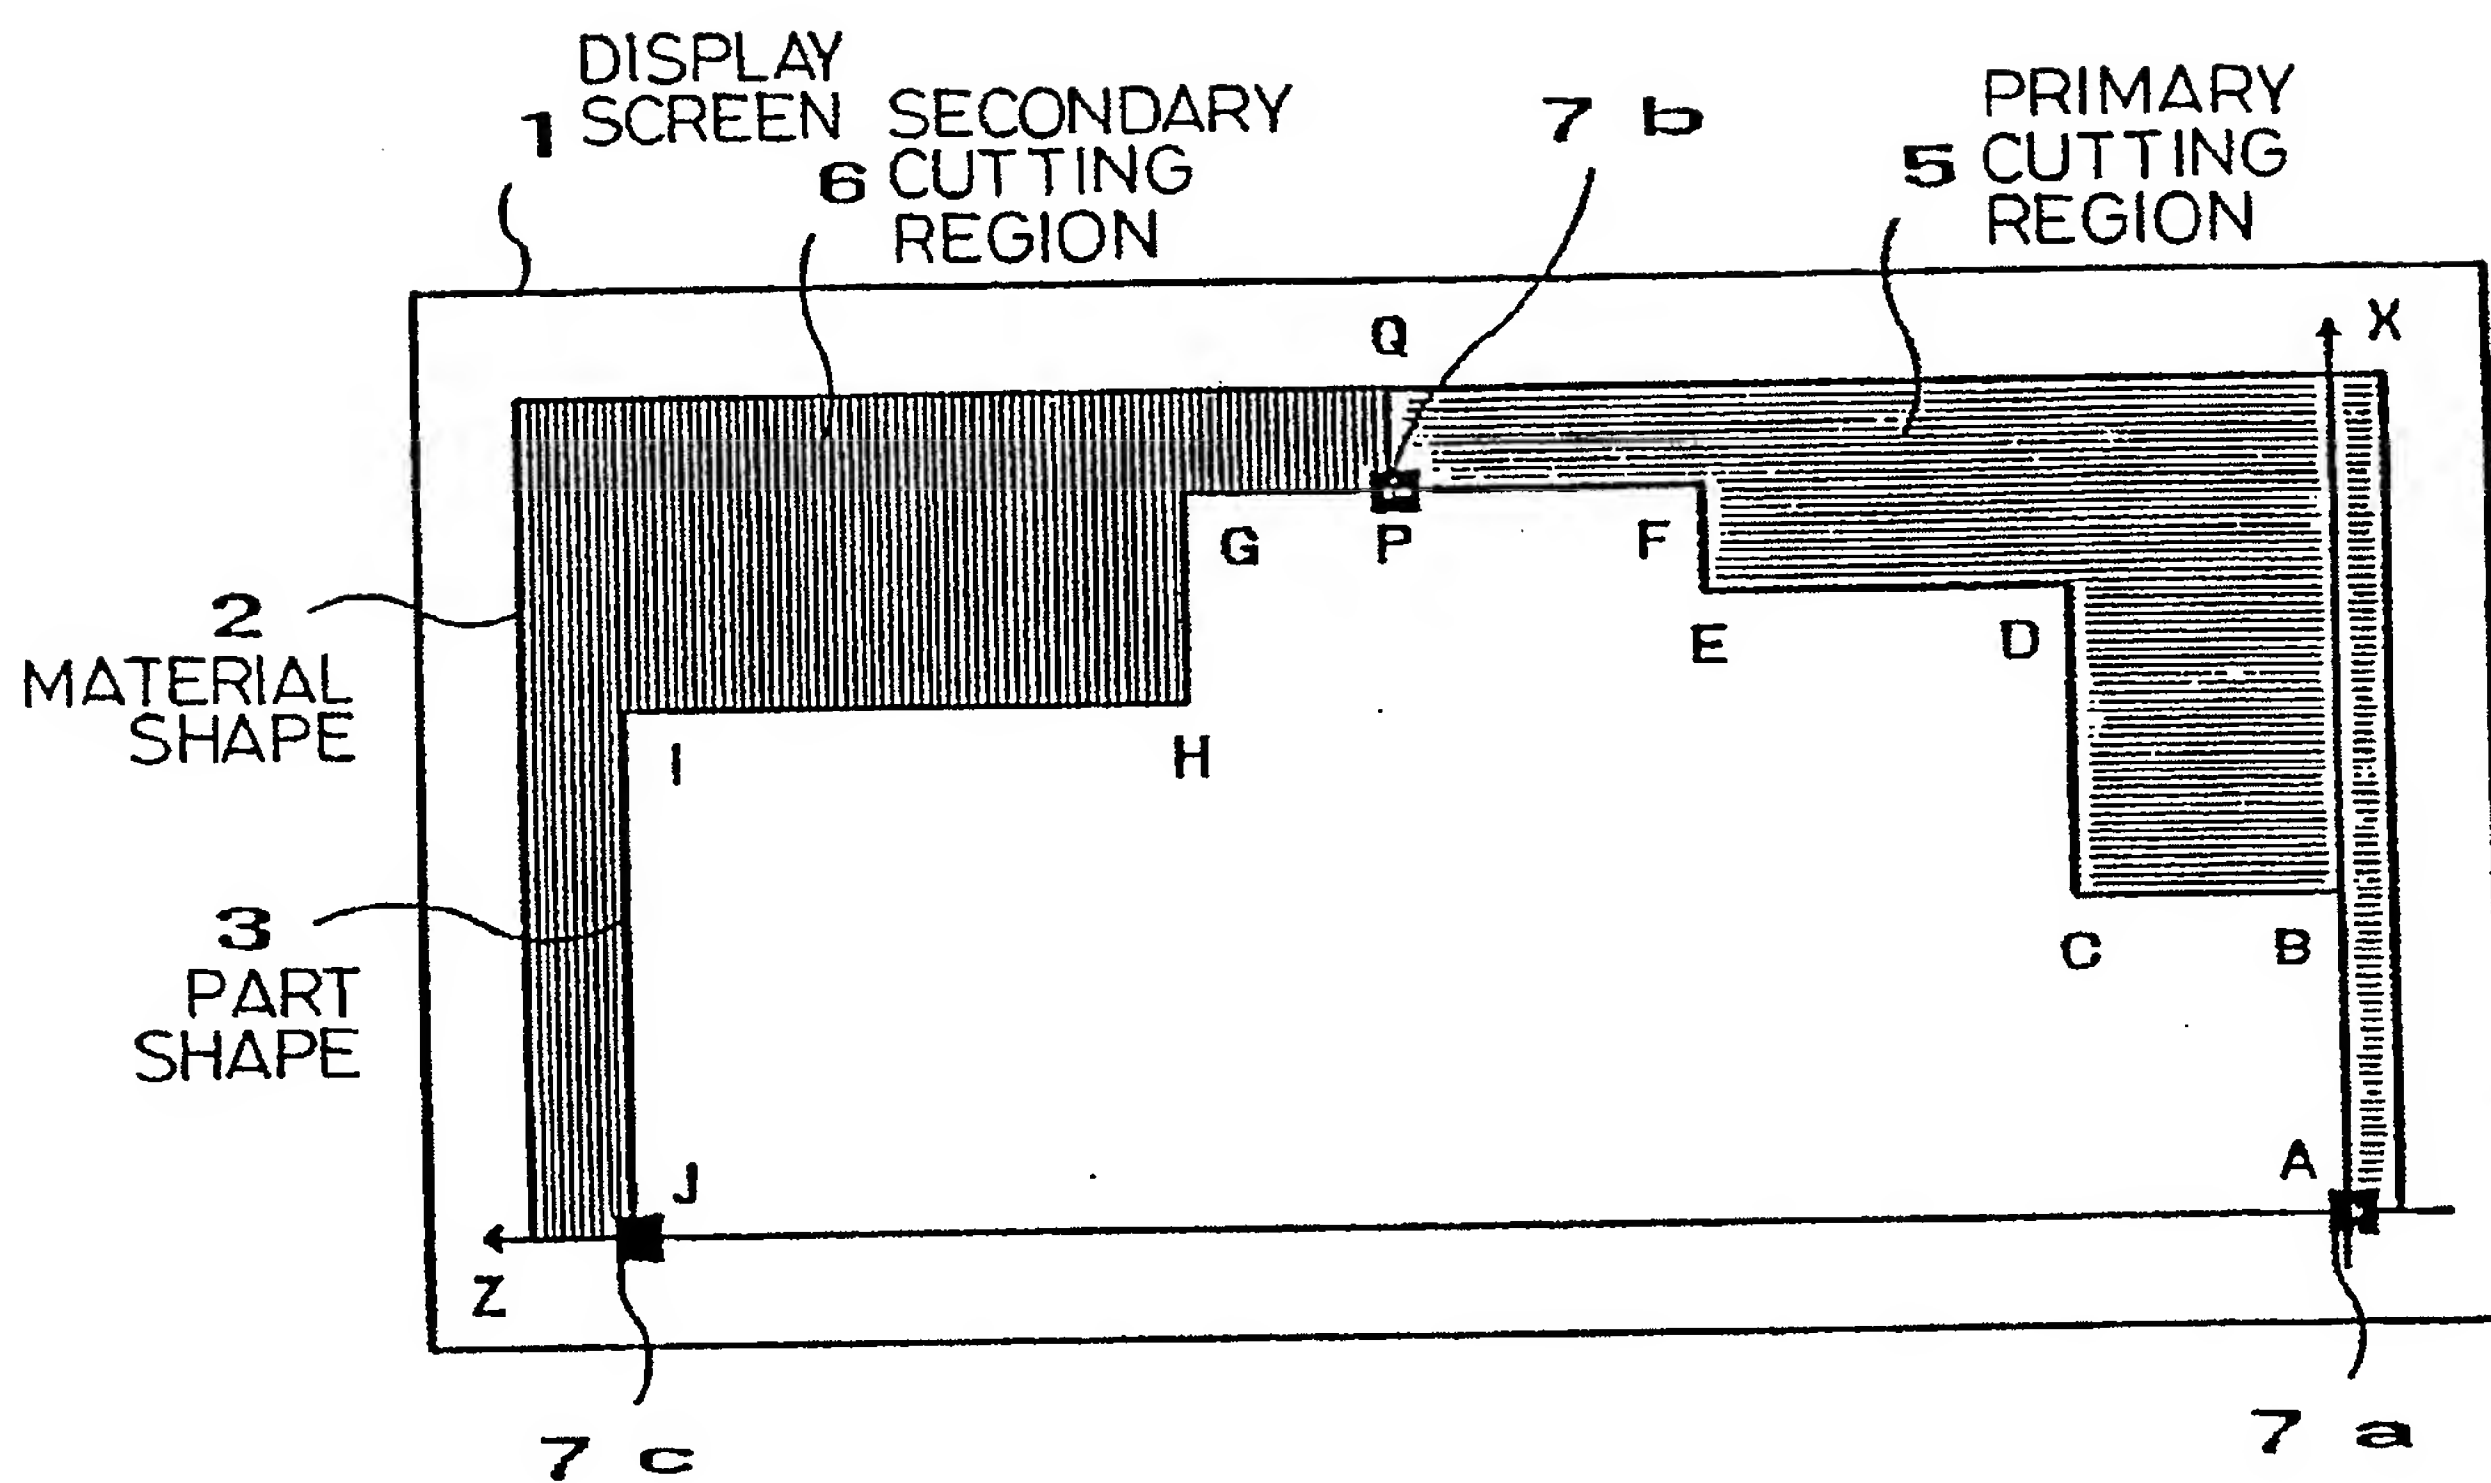 DISPLAY
1 SCREEN
SECONDARY
6 CUTTING
REGION
7 b
PRIMARY
5 CUTTING
REGION
Q
X
G
P
F
E
D
2
MATERIAL
SHAPE
I
H
C
B
3
PART
SHAPE
J
A
Z
7 c
7 a